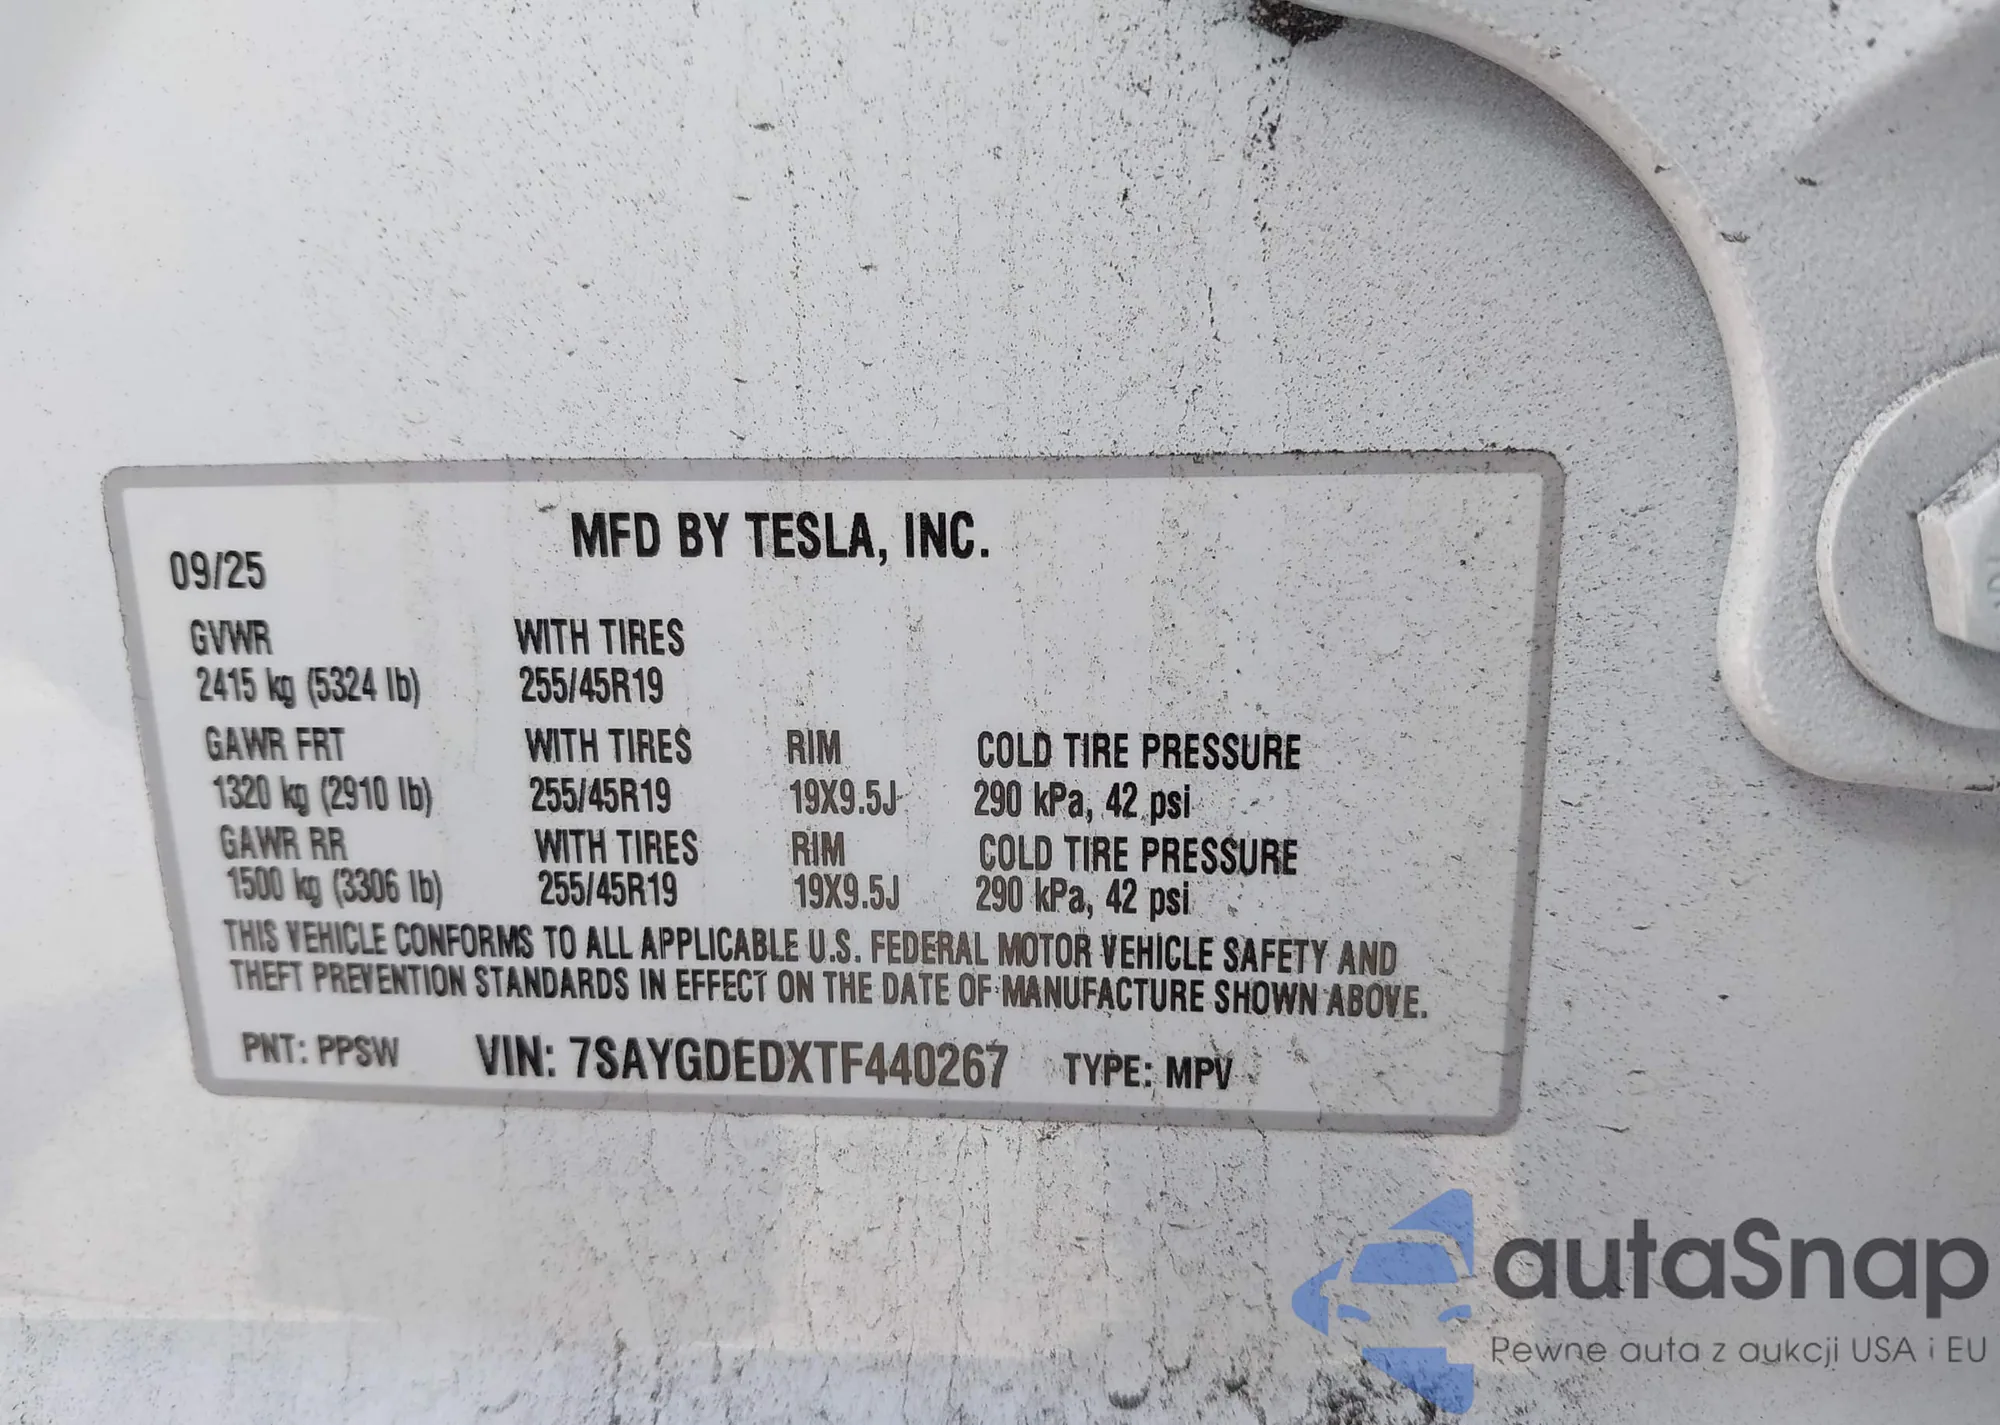 MFD BY TESLA, INC.
09/25
GVWR WITH TIRES
2415 kg (5324 lb) 255/45R19
GAWR FRT WITH TIRES RIM COLD TIRE PRESSURE
1320 kg (2910 lb) 255/45R19 19X9.5J 290 kPa, 42 psi
GAWR RR WITH TIRES RIM COLD TIRE PRESSURE
1500 kg (3306 lb) 255/45R19 19X9.5J 290 kPa, 42 psi
THIS VEHICLE CONFORMS TO ALL APPLICABLE U.S. FEDERAL MOTOR VEHICLE SAFETY AND
THEFT PREVENTION STANDARDS IN EFFECT ON THE DATE OF MANUFACTURE SHOWN ABOVE.
PNT: PPSW VIN: 7SAYGDEDXTF440267 TYPE: MPV
autaSnap
Pewne auta z aukcji USA i EU